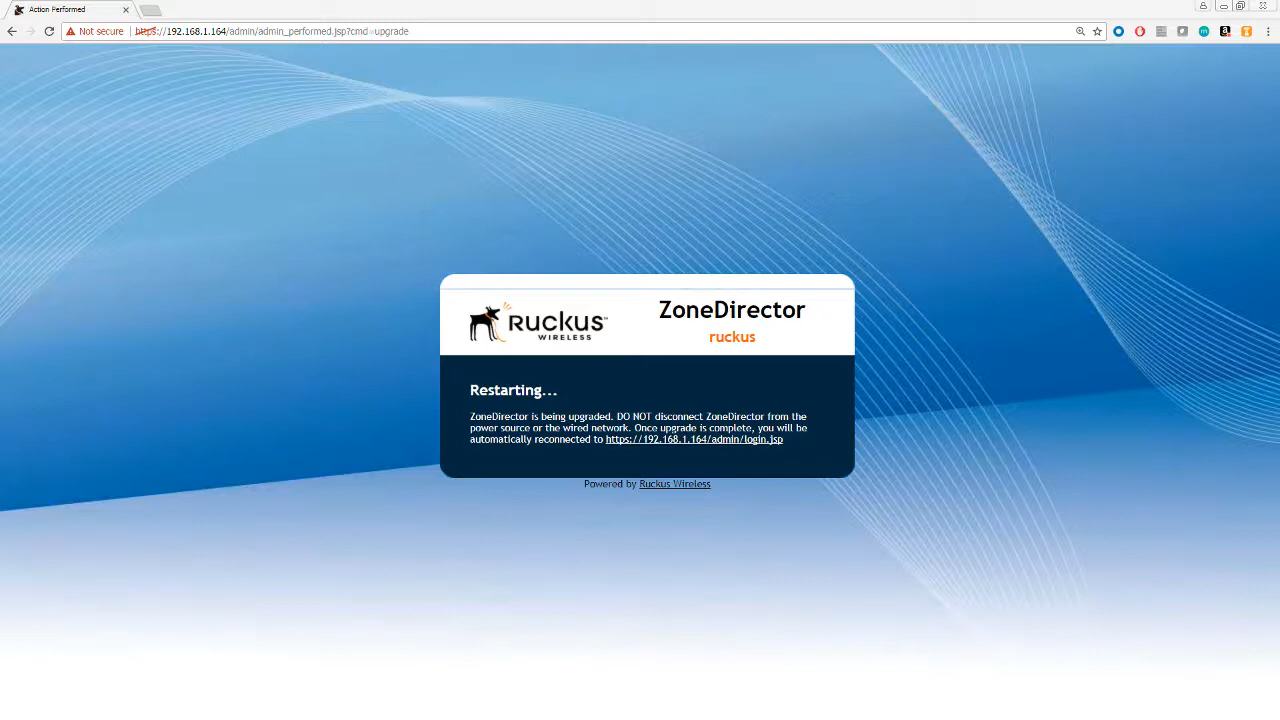 Action Performed
Not secure
https://192.168.1.164/admin/admin_performed.jsp?cmd=upgrade
Ruckus™
WIRELESS
ZoneDirector
ruckus
Restarting...
ZoneDirector is being upgraded. DO NOT disconnect ZoneDirector from the
power source or the wired network. Once upgrade is complete, you will be
automatically reconnected to https://192.168.1.164/admin/login.jsp
Powered by Ruckus Wireless